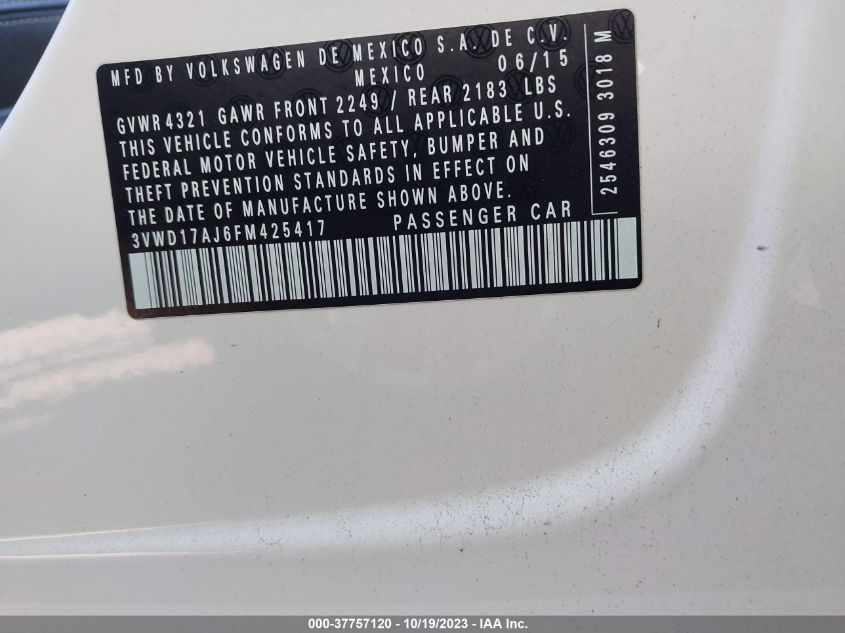 MFD BY VOLKSWAGEN DE MEXICO S.A. DE C.V.
MEXICO 06/15
GVWR 4321 GAWR FRONT 2249 / REAR 2183 LBS
THIS VEHICLE CONFORMS TO ALL APPLICABLE U.S.
FEDERAL MOTOR VEHICLE SAFETY, BUMPER AND
THEFT PREVENTION STANDARDS IN EFFECT ON
THE DATE OF MANUFACTURE SHOWN ABOVE.
3VWD17AJ6FM425417 PASSENGER CAR
2546309 3018 M
000-37757120 - 10/19/2023 - IAA Inc.